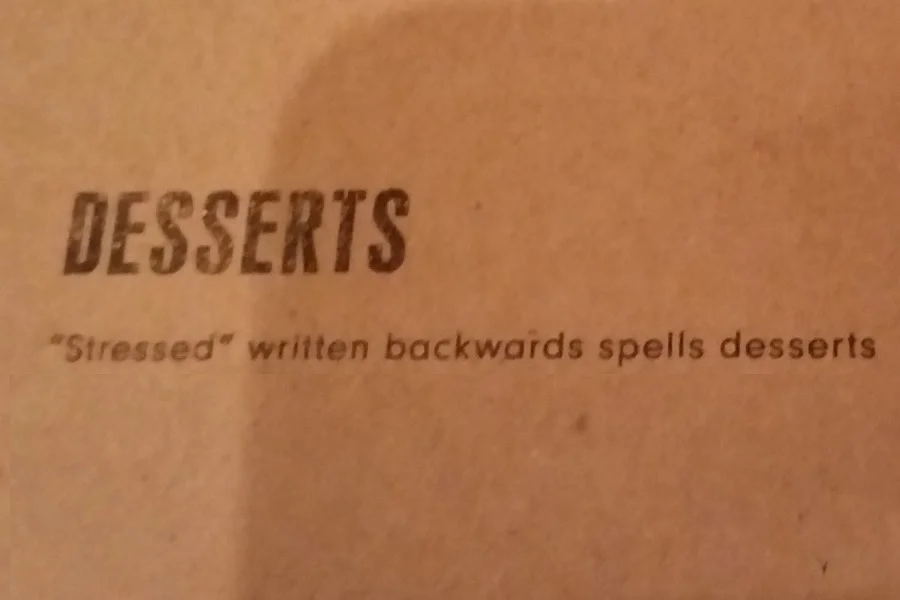 DESSERTS
"Stressed" written backwards spells desserts